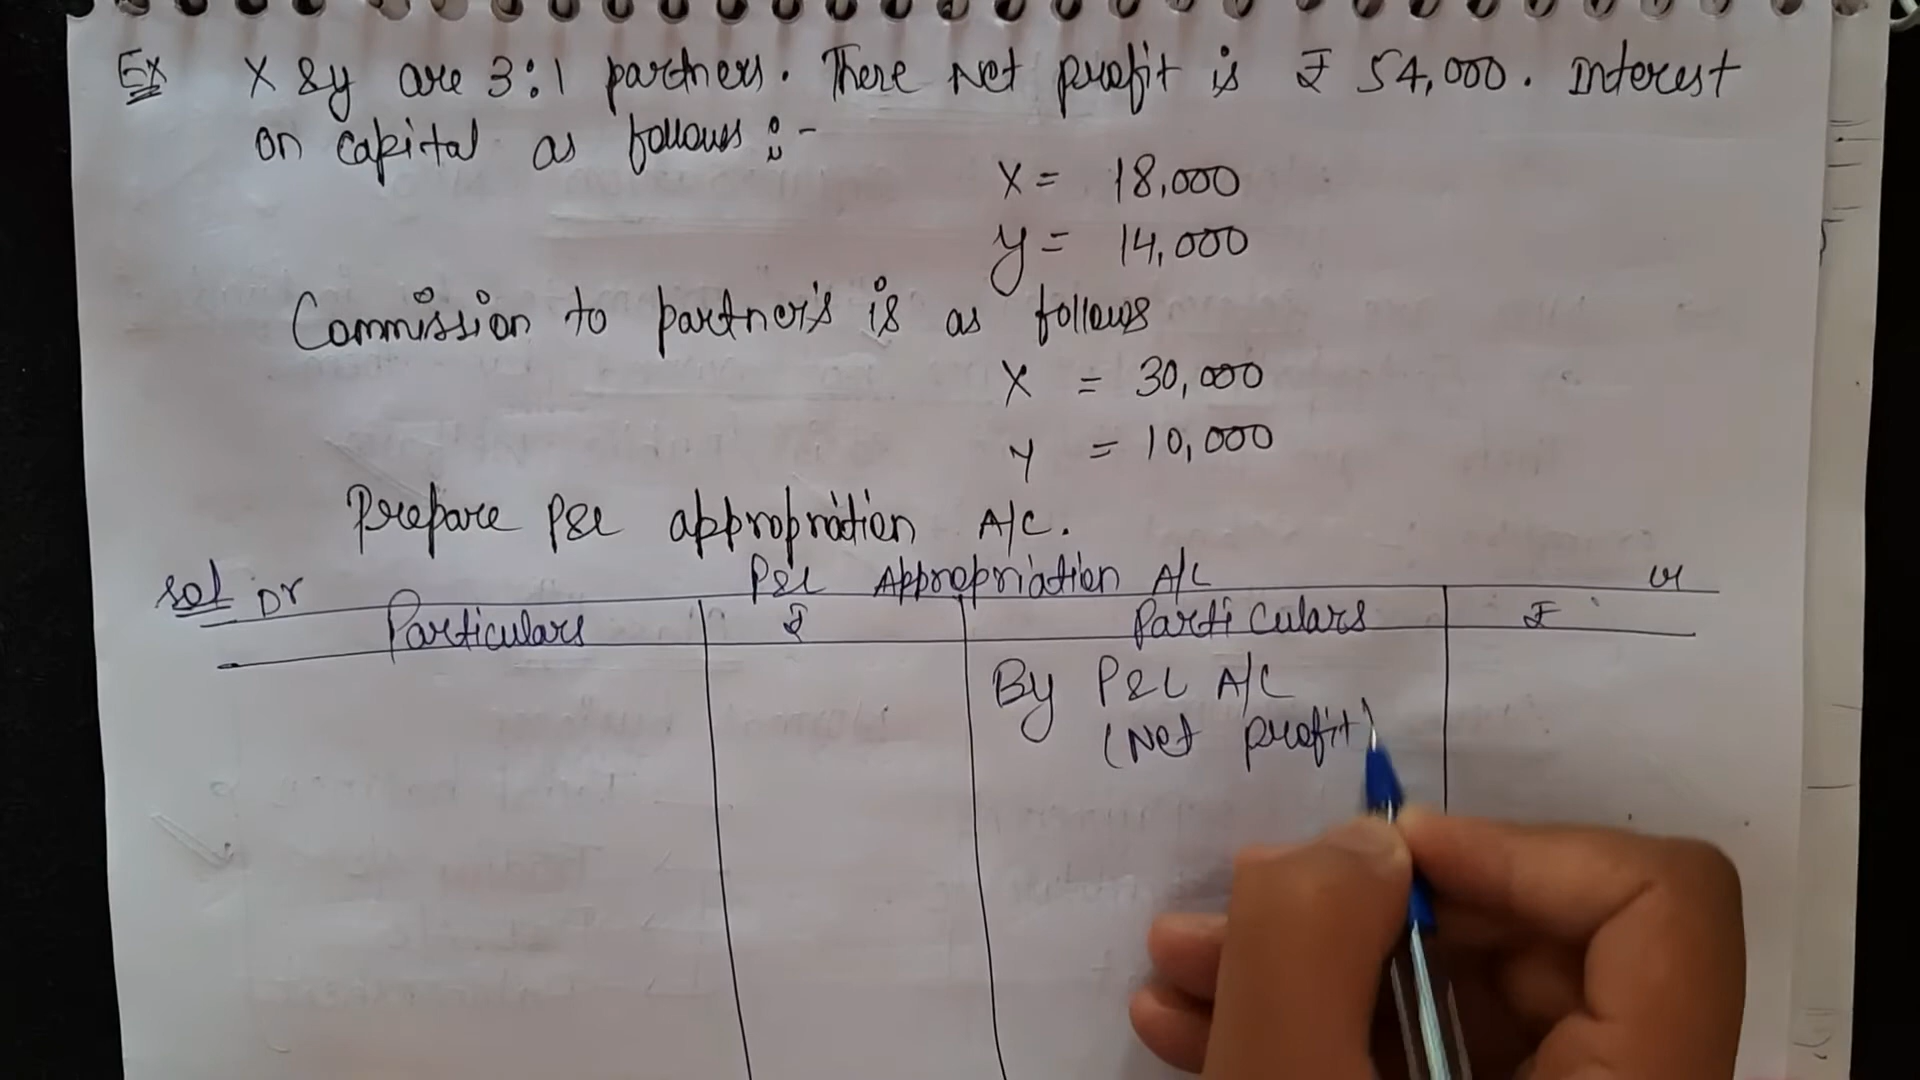 Ex X & y are 3:1 partners. There Net profit is ₹ 54,000. Interest
on capital as follows :-
X = 18,000
y = 14,000
Commission to partner's is as follows
X = 30,000
Y = 10,000
Prepare P&L appropriation A/C.
sol Dr P&L Appropriation A/C Cr
Particulars ₹ Particulars ₹
By P&L A/C
(Net profit)